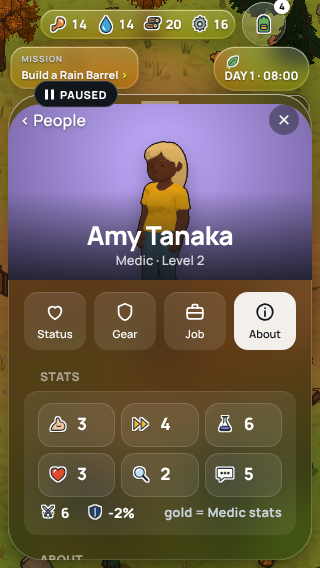 14 14 20 16
4
MISSION
Build a Rain Barrel ›
DAY 1 · 08:00
PAUSED
‹ People
Amy Tanaka
Medic · Level 2
Status Gear Job About
STATS
3 4 6
3 2 5
6 -2% gold = Medic stats
ABOUT